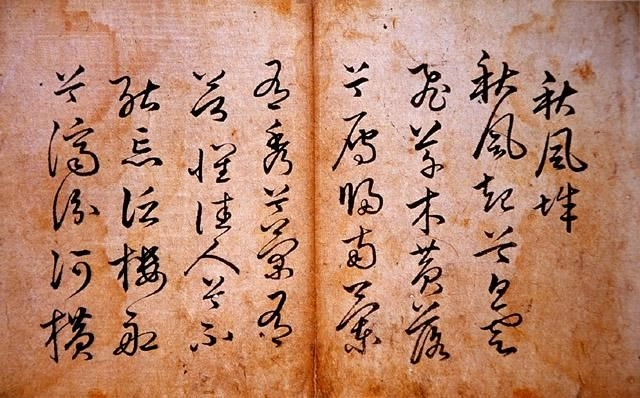 秋風辭
秋風起兮白雲
飛草木黃落
兮雁歸南蘭
有秀兮菊有
芳懷佳人兮不
能忘泛樓船
兮濟汾河橫